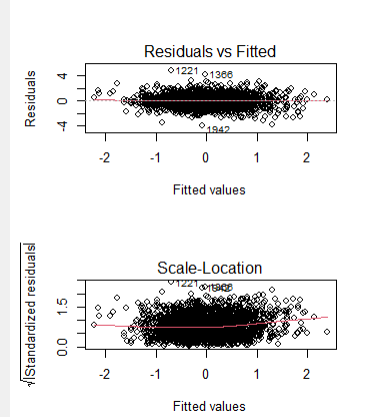 Residuals vs Fitted
Residuals
4
0
-4
1221
1366
1942
-2 -1 0 1 2
Fitted values
Scale-Location
√|Standardized residuals|
1.5
0.0
1221
-2 -1 0 1 2
Fitted values